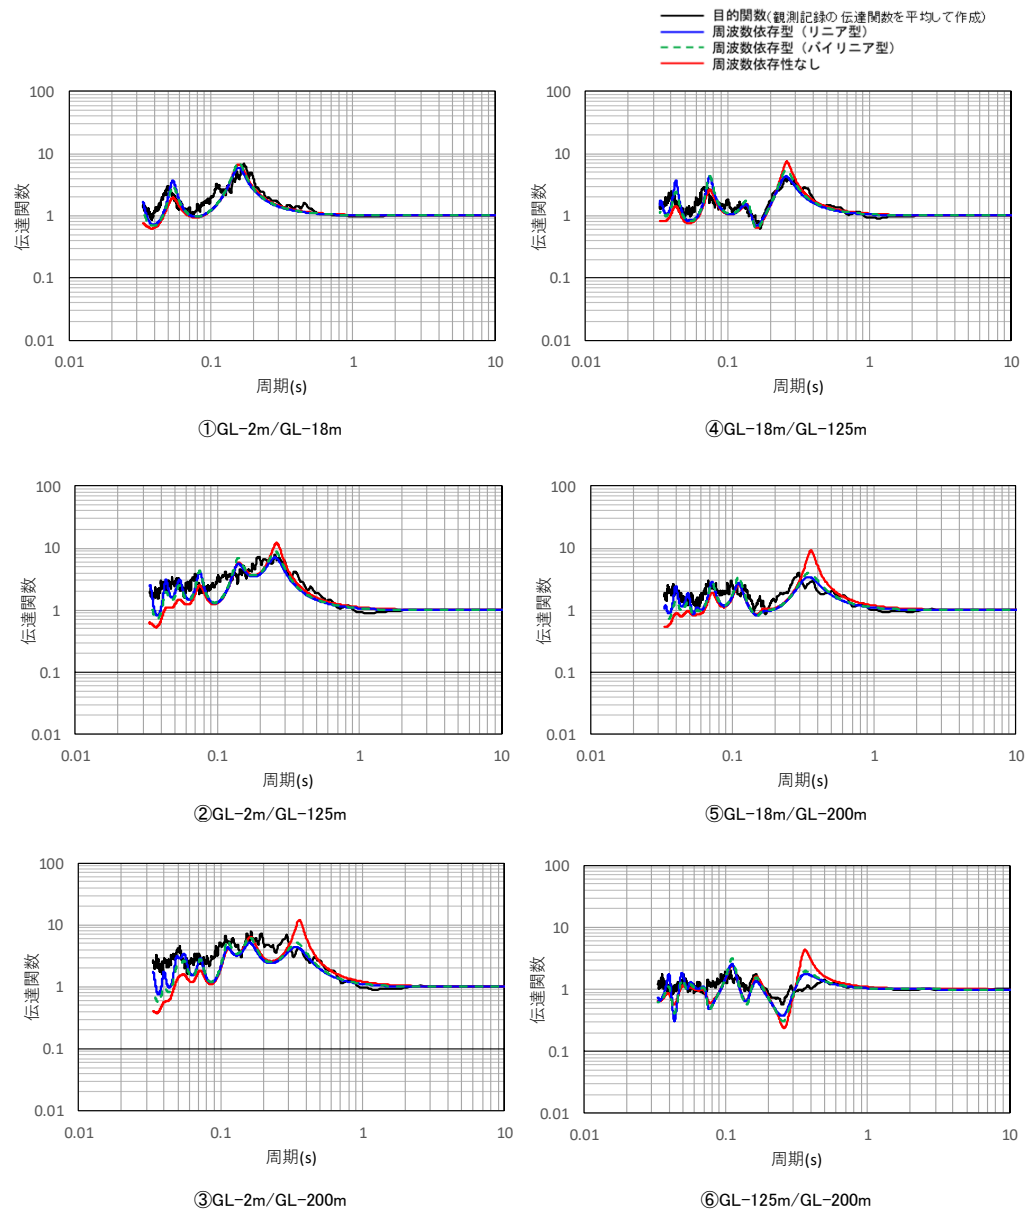 目的関数(観測記録の伝達関数を平均して作成)
周波数依存型（リニア型）
周波数依存型（バイリニア型）
周波数依存性なし
100
10
1
0.1
0.01
伝達関数
0.01
0.1
1
10
周期(s)
①GL-2m/GL-18m
100
10
1
0.1
0.01
伝達関数
0.01
0.1
1
10
周期(s)
④GL-18m/GL-125m
100
10
1
0.1
0.01
伝達関数
0.01
0.1
1
10
周期(s)
②GL-2m/GL-125m
100
10
1
0.1
0.01
伝達関数
0.01
0.1
1
10
周期(s)
⑤GL-18m/GL-200m
100
10
1
0.1
0.01
伝達関数
0.01
0.1
1
10
周期(s)
③GL-2m/GL-200m
100
10
1
0.1
0.01
伝達関数
0.01
0.1
1
10
周期(s)
⑥GL-125m/GL-200m